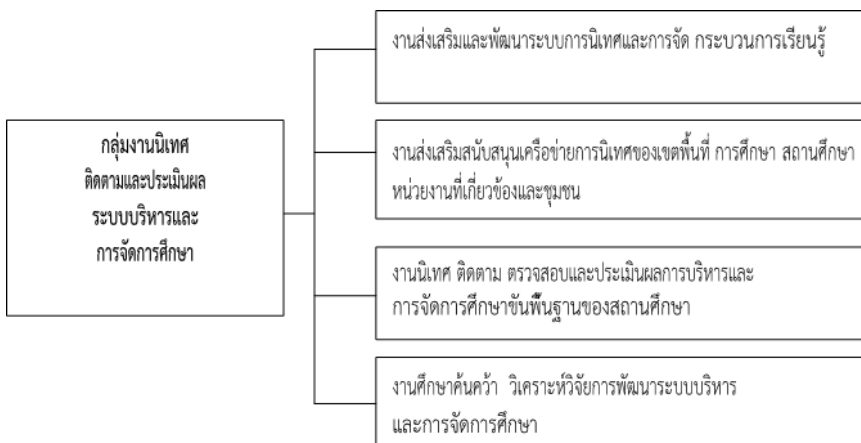 กลุ่มงานนิเทศ
ติดตามและประเมินผล
ระบบบริหารและ
การจัดการศึกษา
งานส่งเสริมและพัฒนาระบบการนิเทศและการจัด กระบวนการเรียนรู้
งานส่งเสริมสนับสนุนเครือข่ายการนิเทศของเขตพื้นที่ การศึกษา สถานศึกษา
หน่วยงานที่เกี่ยวข้องและชุมชน
งานนิเทศ ติดตาม ตรวจสอบและประเมินผลการบริหารและ
การจัดการศึกษาขันพื้นฐานของสถานศึกษา
งานศึกษาค้นคว้า วิเคราะห์วิจัยการพัฒนาระบบบริหาร
และการจัดการศึกษา